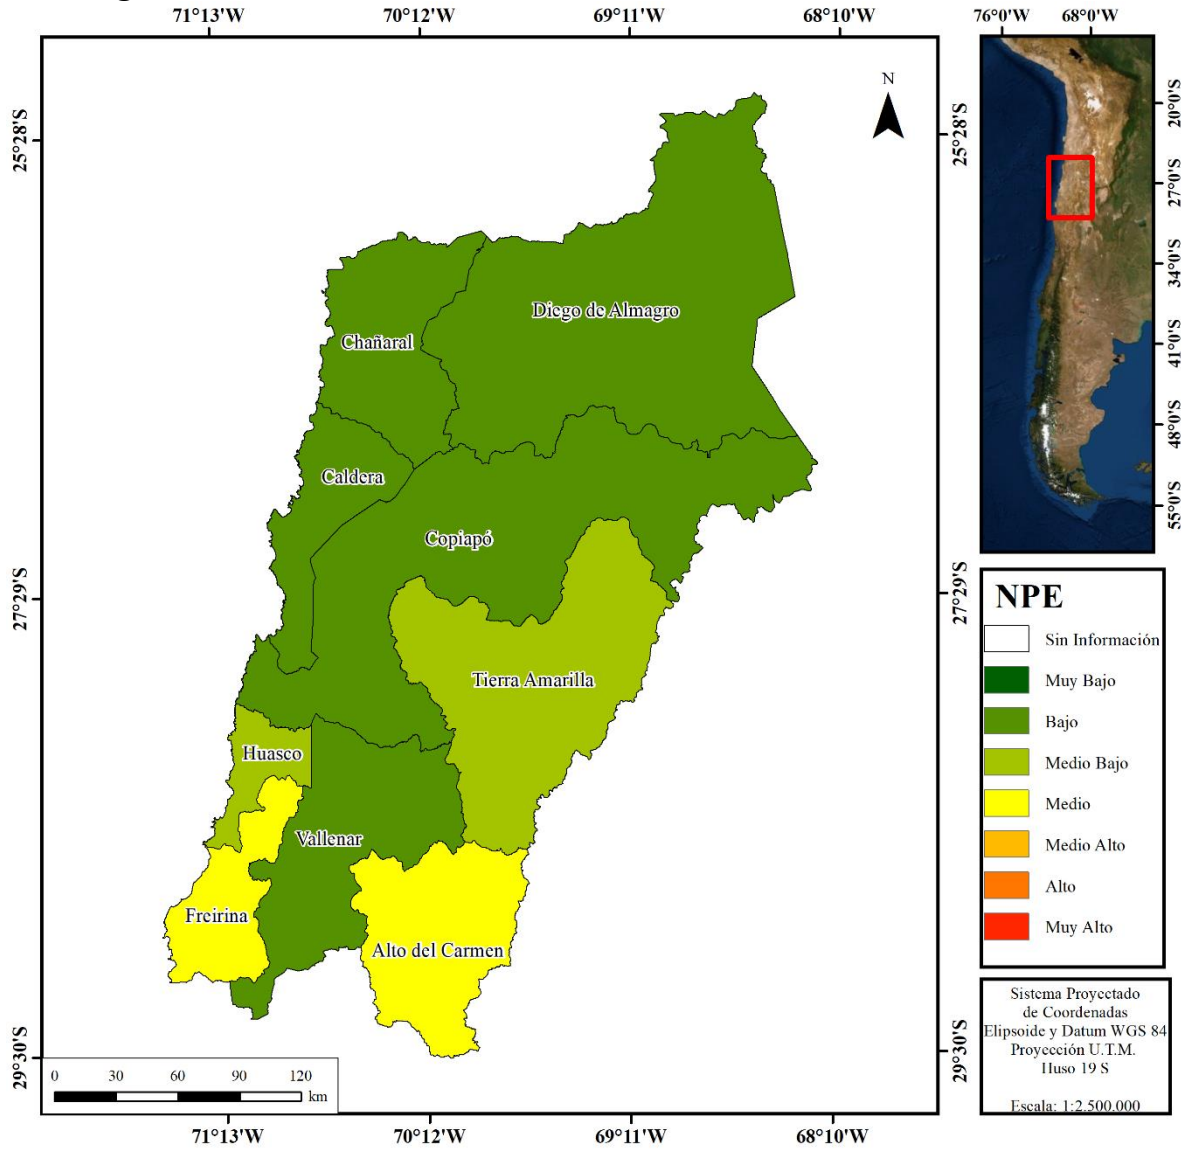 71°13'W 70°12'W 69°11'W 68°10'W
76°0'W 68°0'W
N
25°28'S
25°28'S
20°0'S
27°0'S
34°0'S
41°0'S
48°0'S
55°0'S
Diego de Almagro
Chañaral
Caldera
Copiapó
27°29'S
27°29'S
Tierra Amarilla
Huasco
Vallenar
Freirina
Alto del Carmen
29°30'S
29°30'S
NPE
Sin Información
Muy Bajo
Bajo
Medio Bajo
Medio
Medio Alto
Alto
Muy Alto
Sistema Proyectado
de Coordenadas
Elipsoide y Datum WGS 84
Proyección U.T.M.
Huso 19 S
Escala: 1:2.500.000
0 30 60 90 120
km
71°13'W 70°12'W 69°11'W 68°10'W